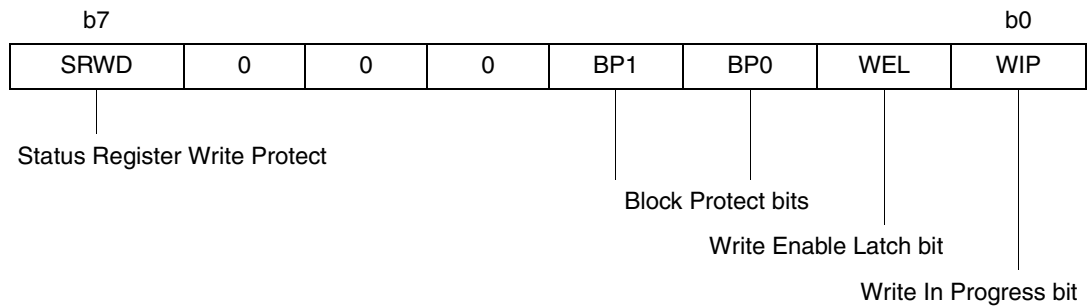 b7 b0
SRWD 0 0 0 BP1 BP0 WEL WIP
Status Register Write Protect
Block Protect bits
Write Enable Latch bit
Write In Progress bit